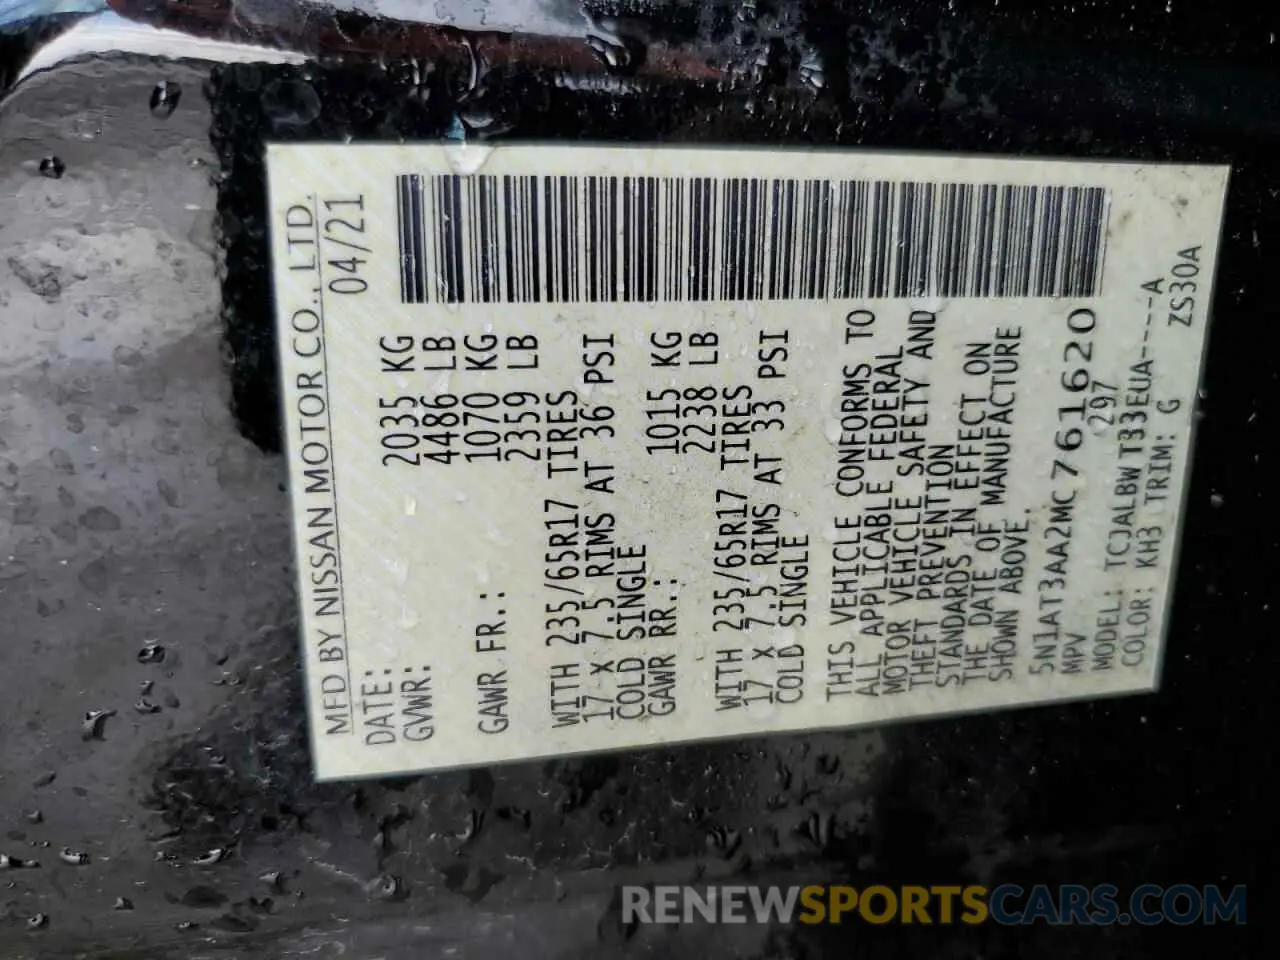 MFD BY NISSAN MOTOR CO., LTD.
DATE: 04/21
GVWR: 2035 KG
4486 LB
GAWR FR.: 1070 KG
2359 LB
WITH 235/65R17 TIRES
17 X 7.5 RIMS AT 36 PSI
COLD SINGLE
GAWR RR.: 1015 KG
2238 LB
WITH 235/65R17 TIRES
17 X 7.5 RIMS AT 33 PSI
COLD SINGLE
THIS VEHICLE CONFORMS TO
ALL APPLICABLE FEDERAL
MOTOR VEHICLE SAFETY AND
THEFT PREVENTION
STANDARDS IN EFFECT ON
THE DATE OF MANUFACTURE
SHOWN ABOVE.
5N1AT3AA2MC761620
MPV 297
MODEL: TCJALBWT33EUA-----A
COLOR: KH3 TRIM: G ZS30A
RENEWSPORTSCARS.COM